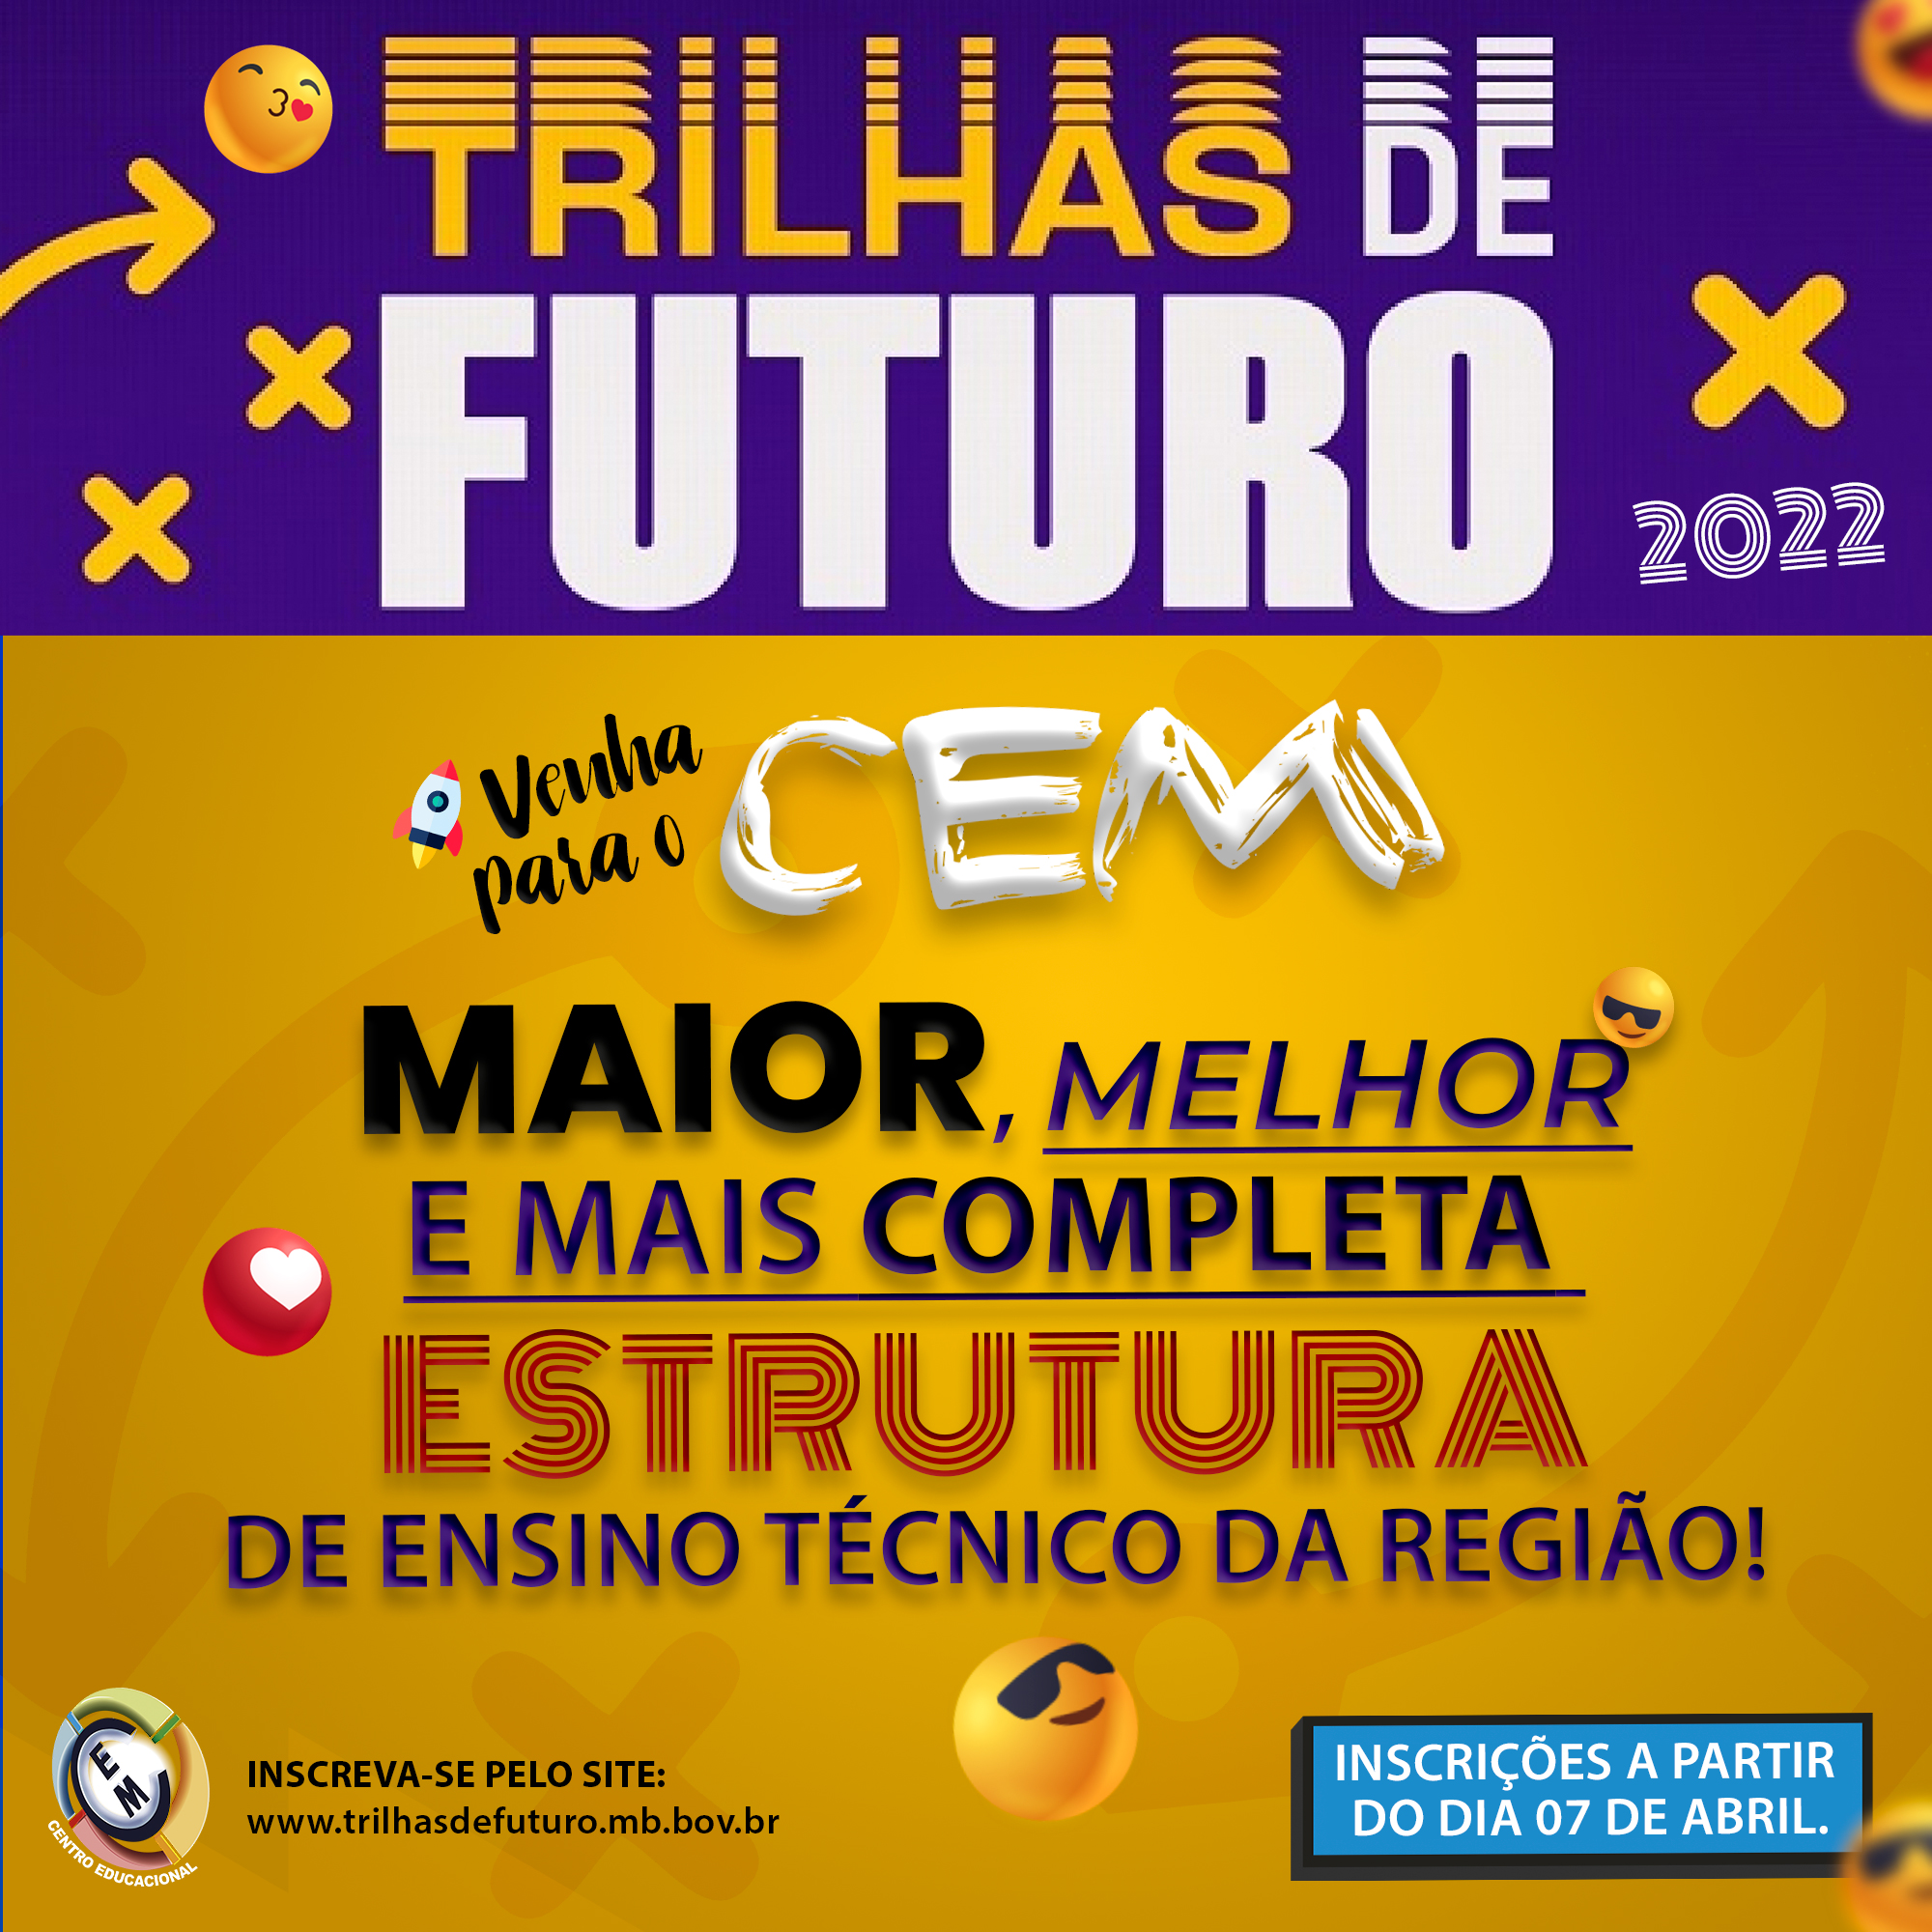 TRILHAS DE
FUTURO
2022
Venha
para o
CEM
MAIOR, MELHOR
E MAIS COMPLETA
ESTRUTURA
DE ENSINO TÉCNICO DA REGIÃO!
CEM
CENTRO EDUCACIONAL
INSCREVA-SE PELO SITE:
www.trilhasdefuturo.mb.bov.br
INSCRIÇÕES A PARTIR
DO DIA 07 DE ABRIL.